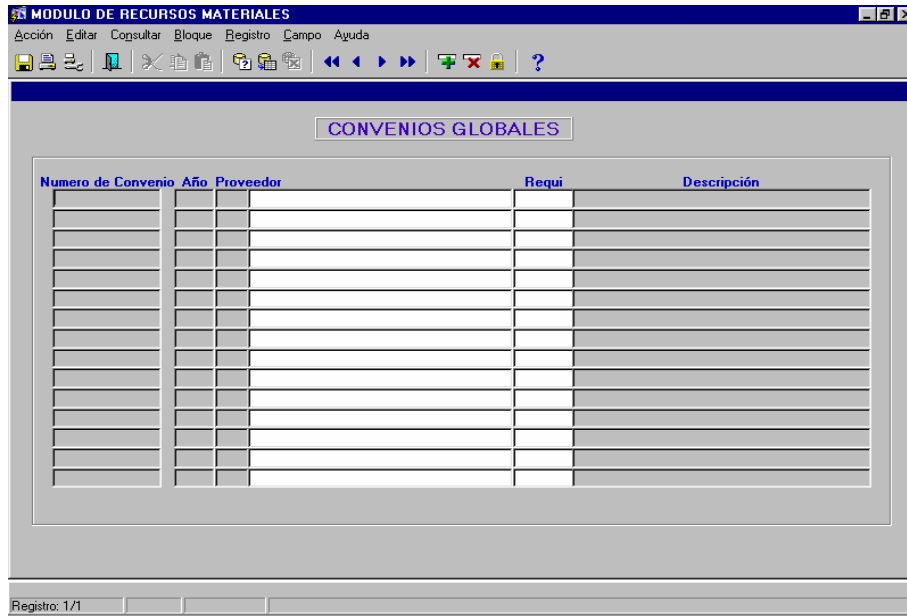 MODULO DE RECURSOS MATERIALES
Acción Editar Consultar Bloque Registro Campo Ayuda
CONVENIOS GLOBALES
Numero de Convenio Año Proveedor Requi Descripción
Registro: 1/1